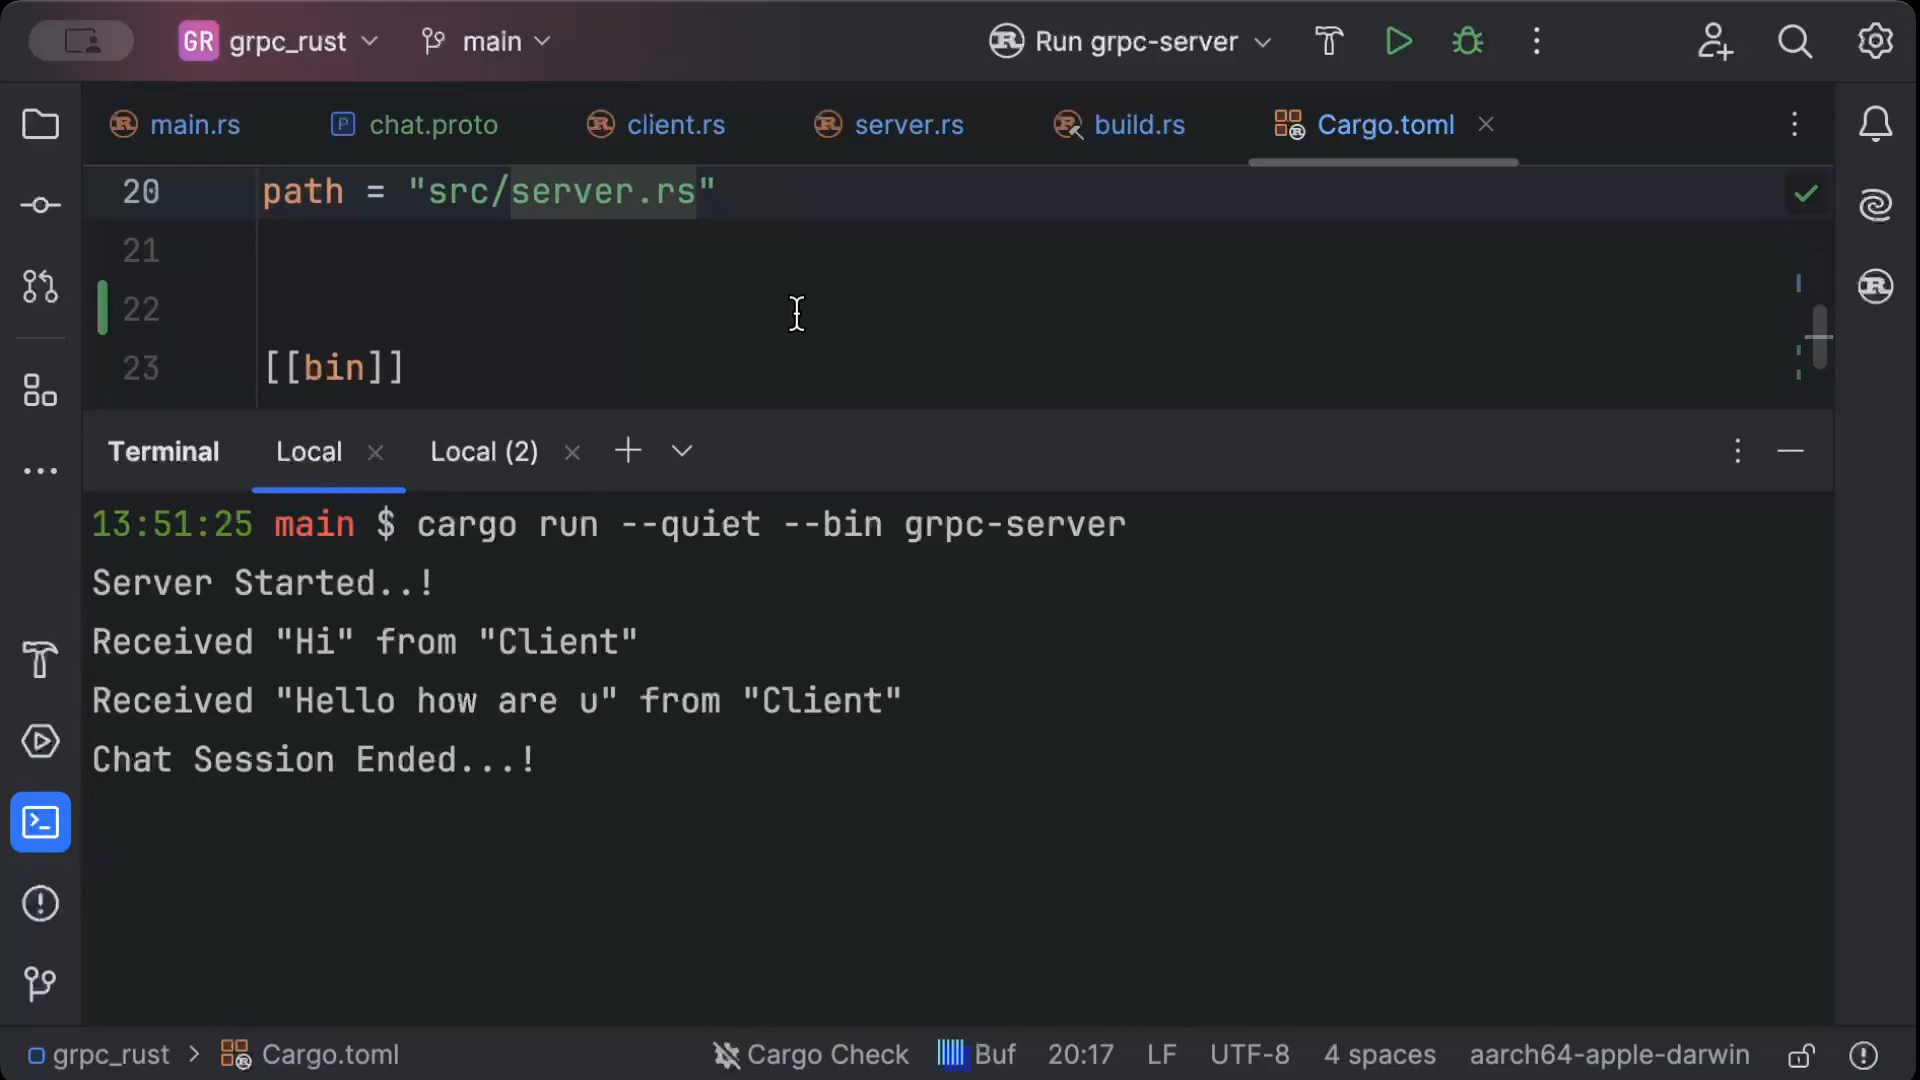 GR grpc_rust main Run grpc-server
main.rs chat.proto client.rs server.rs build.rs Cargo.toml
20 path = "src/server.rs"
21
22
23 [[bin]]
Terminal Local Local (2)
13:51:25 main $ cargo run --quiet --bin grpc-server
Server Started..!
Received "Hi" from "Client"
Received "Hello how are u" from "Client"
Chat Session Ended...!
grpc_rust > Cargo.toml Cargo Check Buf 20:17 LF UTF-8 4 spaces aarch64-apple-darwin